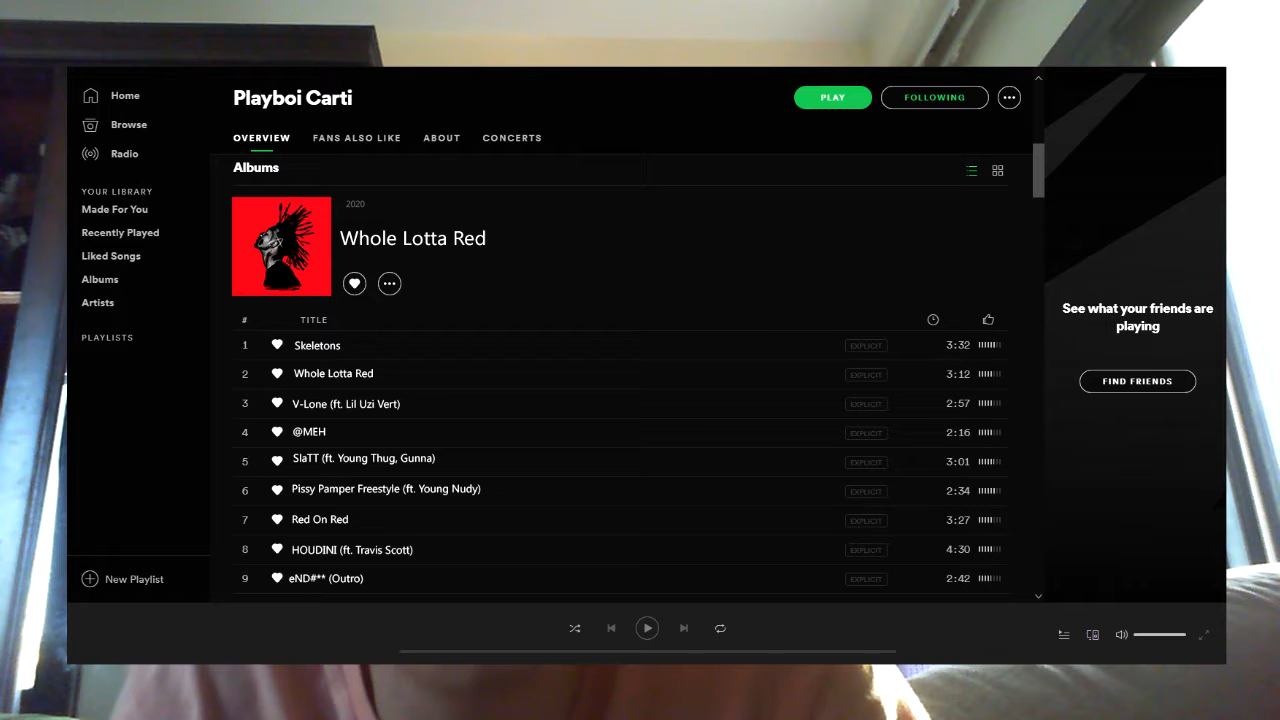 Home
Browse
Radio
YOUR LIBRARY
Made For You
Recently Played
Liked Songs
Albums
Artists
PLAYLISTS
New Playlist
Playboi Carti
PLAY
FOLLOWING
OVERVIEW FANS ALSO LIKE ABOUT CONCERTS
Albums
2020
Whole Lotta Red
# TITLE
1 Skeletons EXPLICIT 3:32
2 Whole Lotta Red EXPLICIT 3:12
3 V-Lone (ft. Lil Uzi Vert) EXPLICIT 2:57
4 @MEH EXPLICIT 2:16
5 SlaTT (ft. Young Thug, Gunna) EXPLICIT 3:01
6 Pissy Pamper Freestyle (ft. Young Nudy) EXPLICIT 2:34
7 Red On Red EXPLICIT 3:27
8 HOUDINI (ft. Travis Scott) EXPLICIT 4:30
9 eND#** (Outro) EXPLICIT 2:42
See what your friends are
playing
FIND FRIENDS